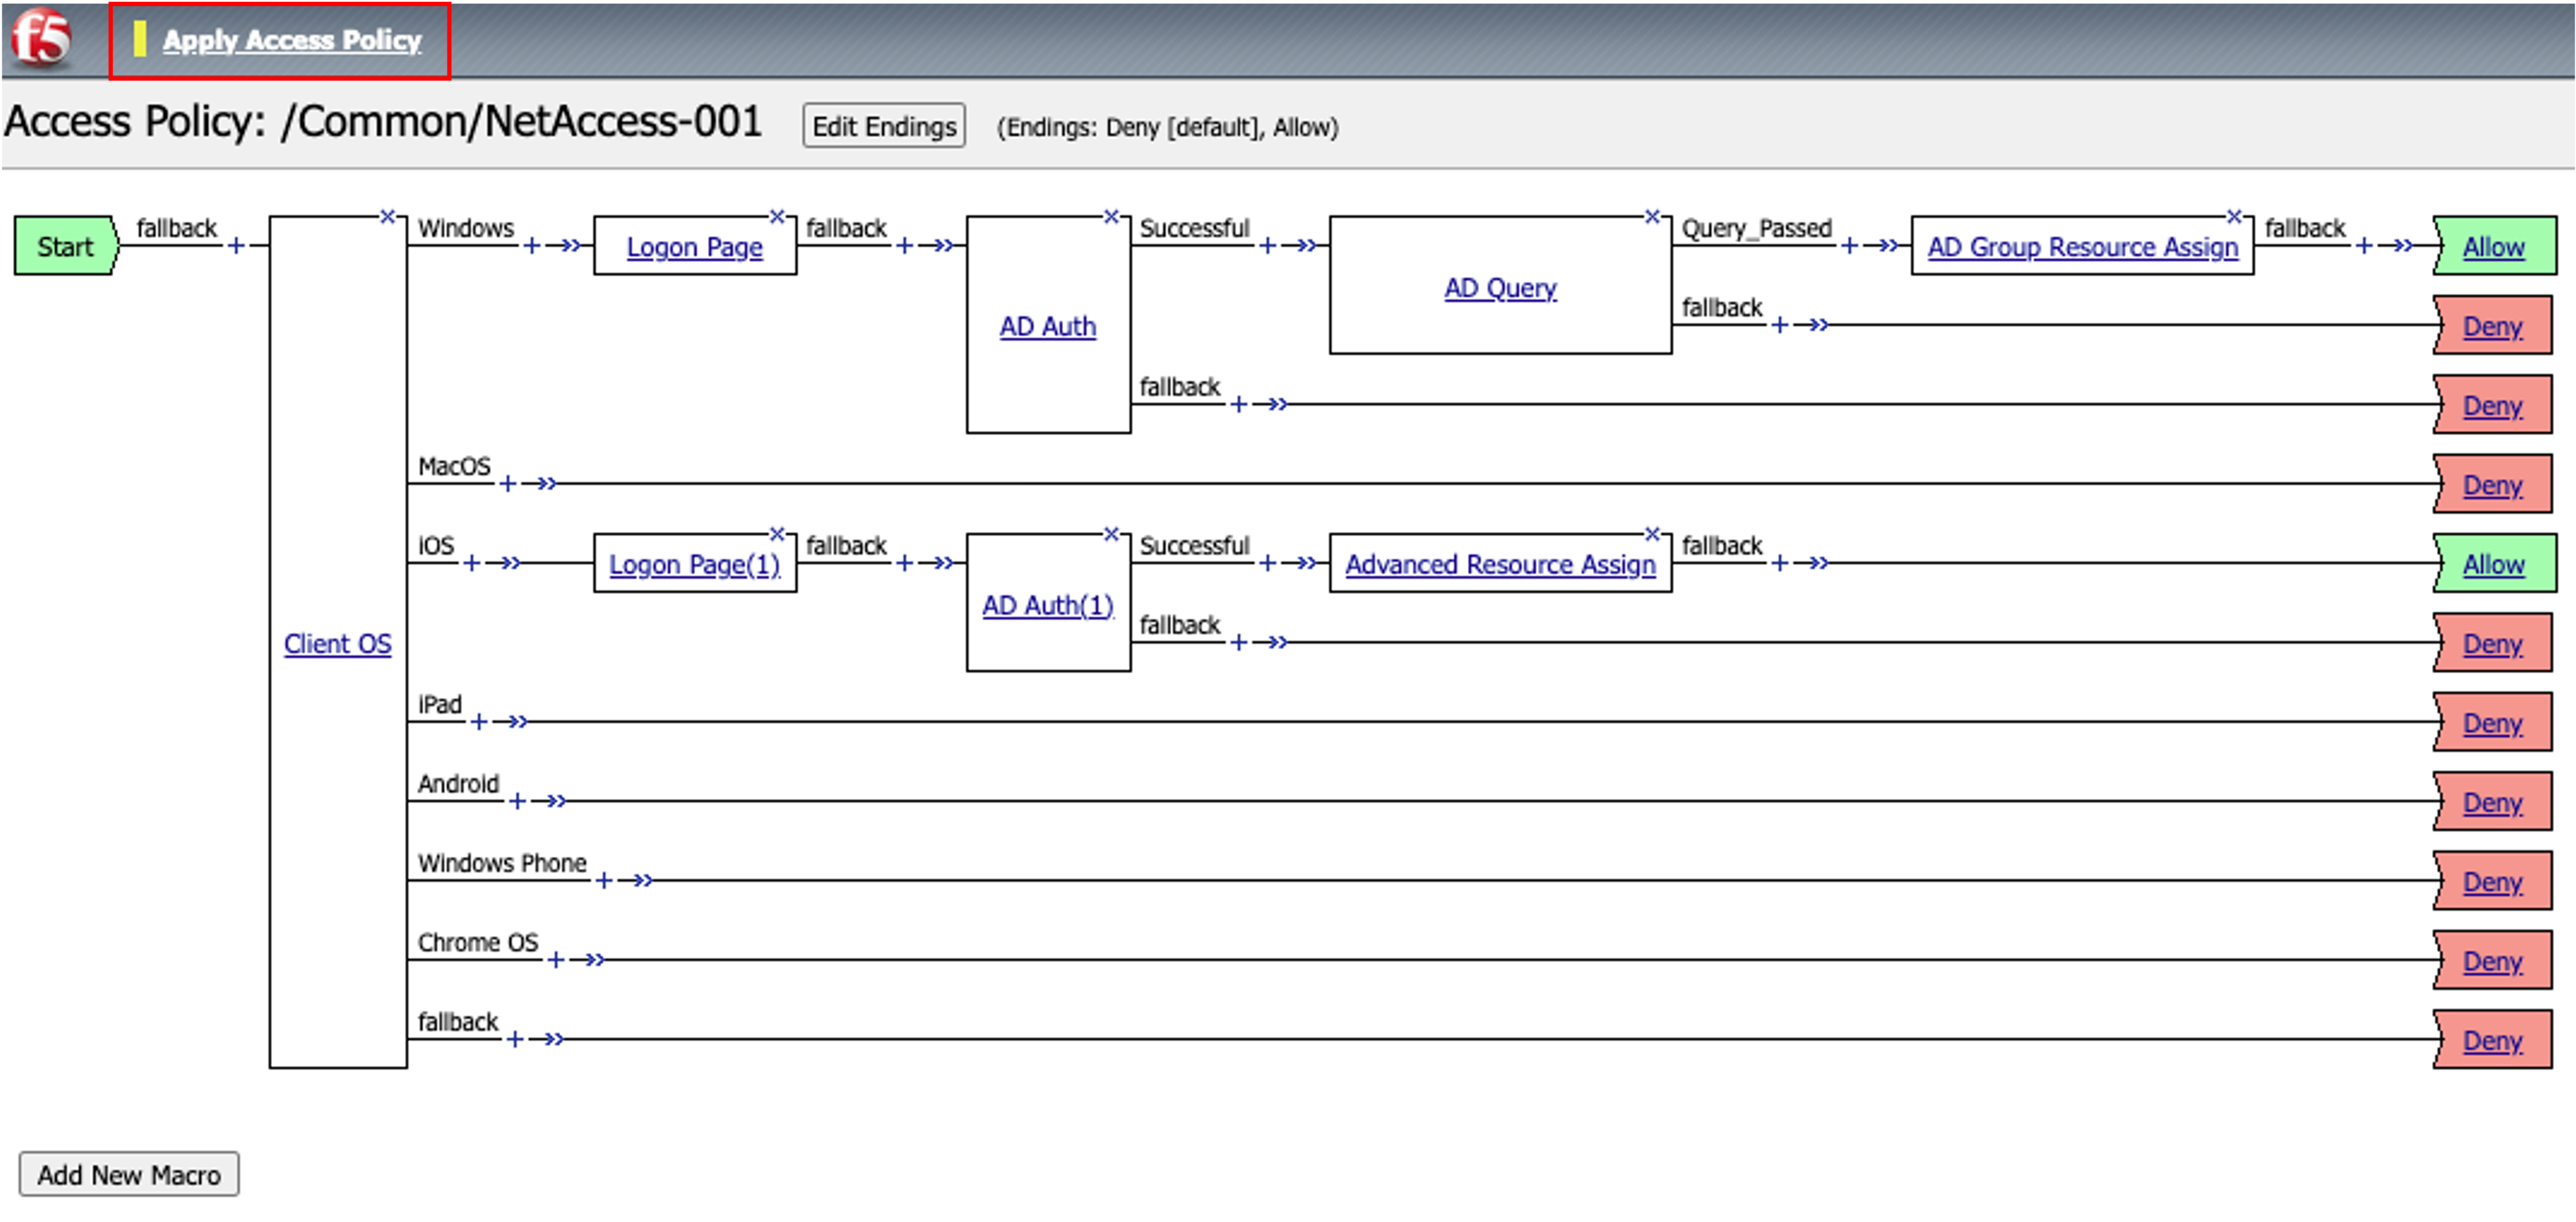 f5 Apply Access Policy
Access Policy: /Common/NetAccess-001 Edit Endings (Endings: Deny [default], Allow)
Start fallback + Windows + Logon Page fallback + AD Auth Successful + AD Query Query_Passed + AD Group Resource Assign fallback + Allow
fallback + Deny
fallback + Deny
MacOS + Deny
iOS + Logon Page(1) fallback + AD Auth(1) Successful + Advanced Resource Assign fallback + Allow
fallback + Deny
Client OS
iPad + Deny
Android + Deny
Windows Phone + Deny
Chrome OS + Deny
fallback + Deny
Add New Macro